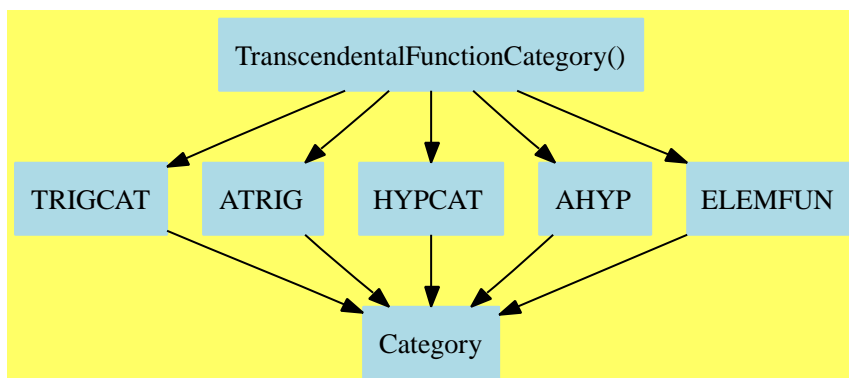 TranscendentalFunctionCategory()
TRIGCAT ATRIG HYPCAT AHYP ELEMFUN
Category